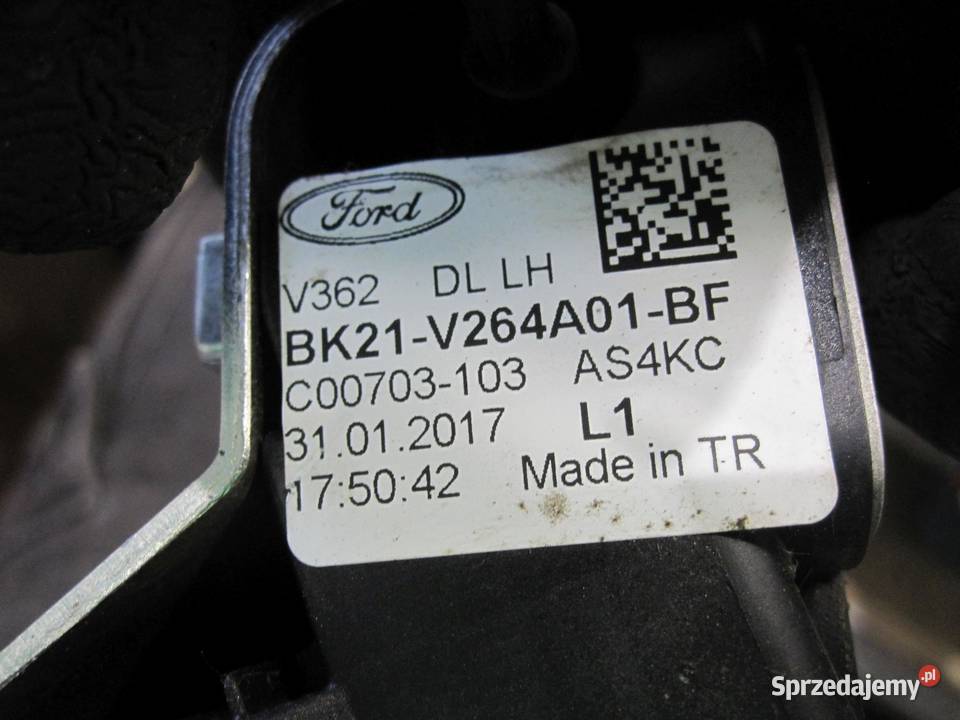 Ford
V362 DL LH
BK21-V264A01-BF
C00703-103 AS4KC
31.01.2017 L1
17:50:42 Made in TR
Sprzedajemy.pl